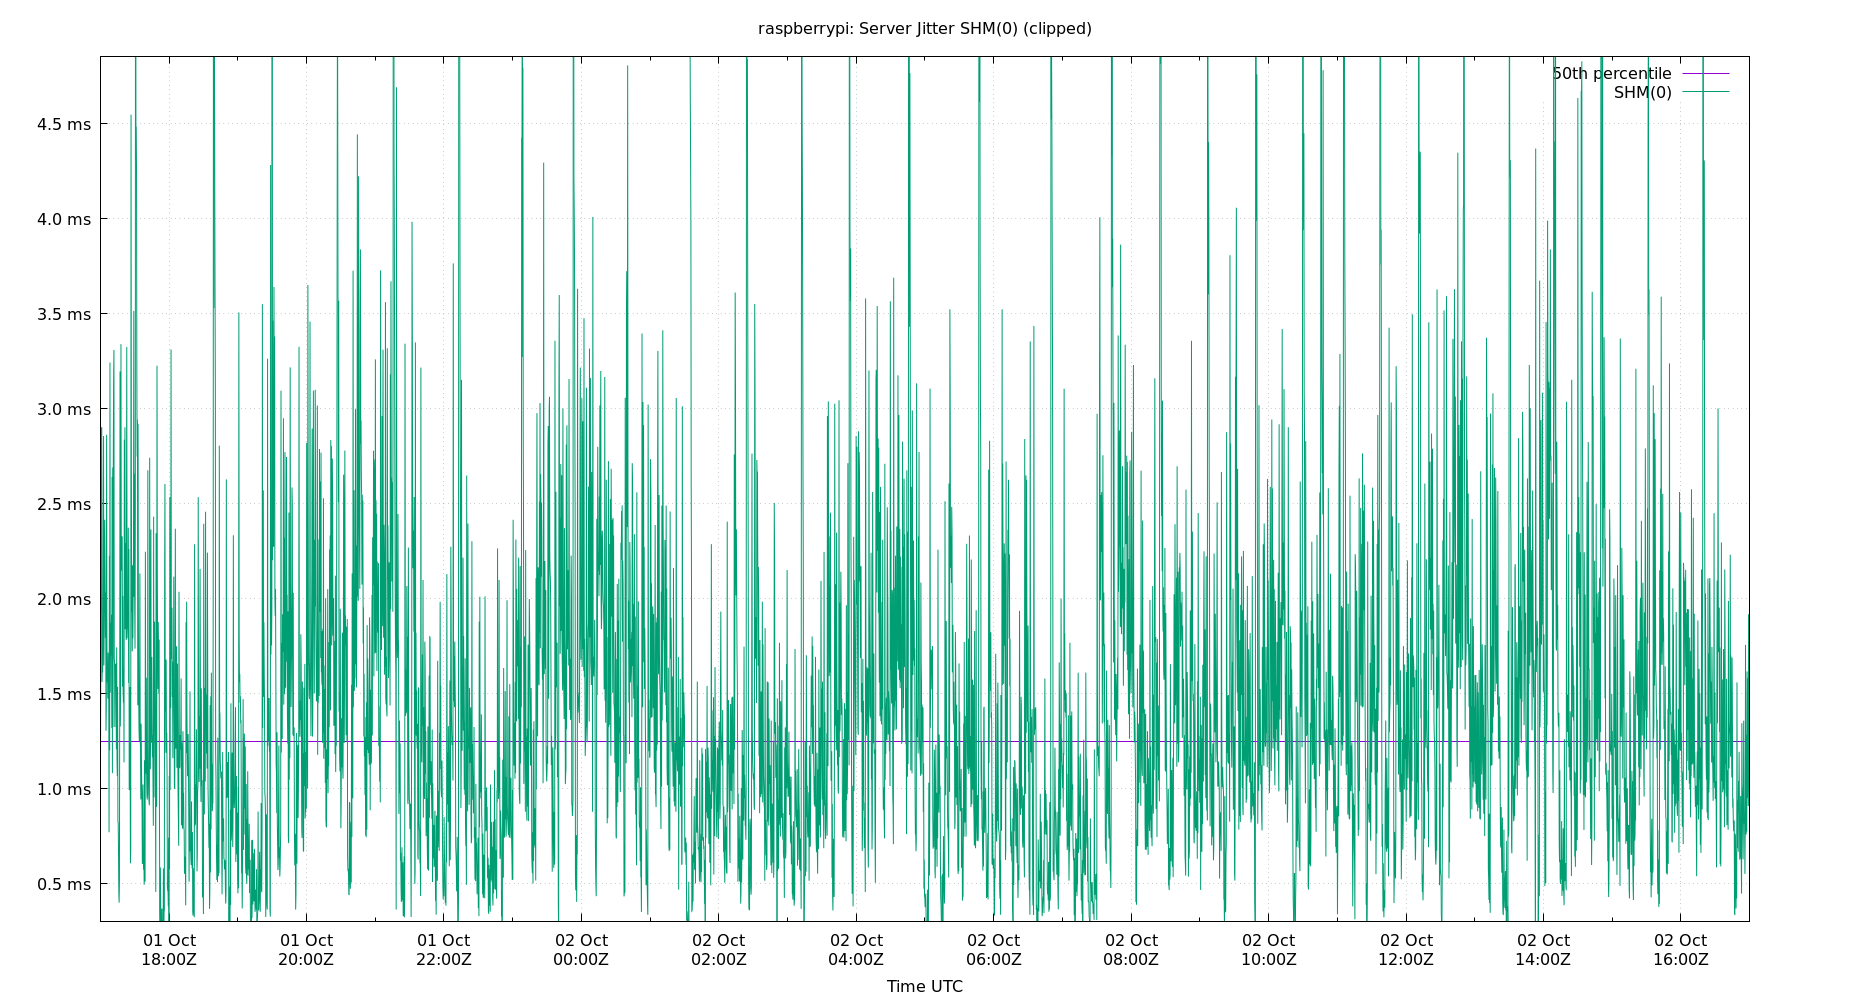 raspberrypi: Server Jitter SHM(0) (clipped)
50th percentile
SHM(0)
4.5 ms
4.0 ms
3.5 ms
3.0 ms
2.5 ms
2.0 ms
1.5 ms
1.0 ms
0.5 ms
01 Oct 01 Oct 01 Oct 02 Oct 02 Oct 02 Oct 02 Oct 02 Oct 02 Oct 02 Oct 02 Oct 02 Oct
18:00Z 20:00Z 22:00Z 00:00Z 02:00Z 04:00Z 06:00Z 08:00Z 10:00Z 12:00Z 14:00Z 16:00Z
Time UTC